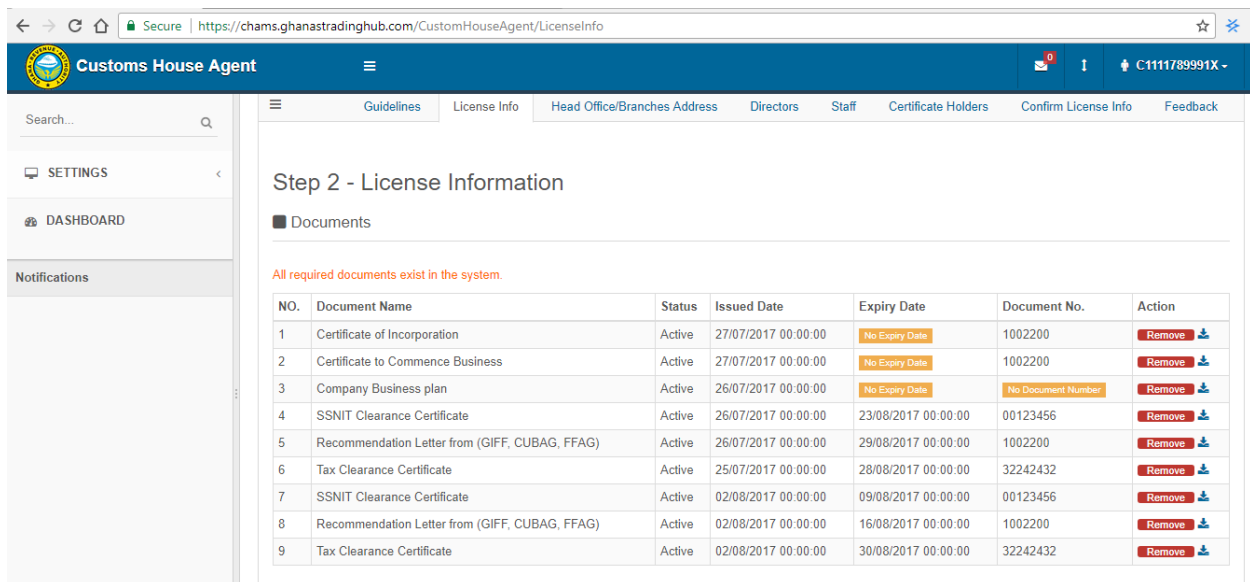 Secure | https://chams.ghanastradinghub.com/CustomHouseAgent/LicenseInfo
Customs House Agent 0 C1111789991X
Search...
SETTINGS
DASHBOARD
Notifications
Guidelines License Info Head Office/Branches Address Directors Staff Certificate Holders Confirm License Info Feedback
Step 2 - License Information
Documents
All required documents exist in the system.
NO. Document Name Status Issued Date Expiry Date Document No. Action
1 Certificate of Incorporation Active 27/07/2017 00:00:00 No Expiry Date 1002200 Remove
2 Certificate to Commence Business Active 27/07/2017 00:00:00 No Expiry Date 1002200 Remove
3 Company Business plan Active 26/07/2017 00:00:00 No Expiry Date No Document Number Remove
4 SSNIT Clearance Certificate Active 26/07/2017 00:00:00 23/08/2017 00:00:00 00123456 Remove
5 Recommendation Letter from (GIFF, CUBAG, FFAG) Active 26/07/2017 00:00:00 29/08/2017 00:00:00 1002200 Remove
6 Tax Clearance Certificate Active 25/07/2017 00:00:00 28/08/2017 00:00:00 32242432 Remove
7 SSNIT Clearance Certificate Active 02/08/2017 00:00:00 09/08/2017 00:00:00 00123456 Remove
8 Recommendation Letter from (GIFF, CUBAG, FFAG) Active 02/08/2017 00:00:00 16/08/2017 00:00:00 1002200 Remove
9 Tax Clearance Certificate Active 02/08/2017 00:00:00 30/08/2017 00:00:00 32242432 Remove